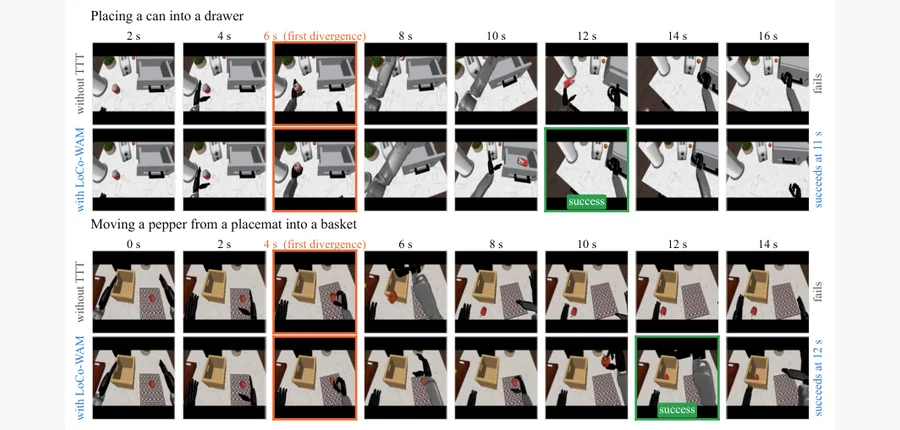 Placing a can into a drawer
2 s 4 s 6 s (first divergence) 8 s 10 s 12 s 14 s 16 s
without TTT
fails
with LoCo-WAM
success
succeeds at 11 s
Moving a pepper from a placemat into a basket
0 s 2 s 4 s (first divergence) 6 s 8 s 10 s 12 s 14 s
without TTT
fails
with LoCo-WAM
success
succeeds at 12 s